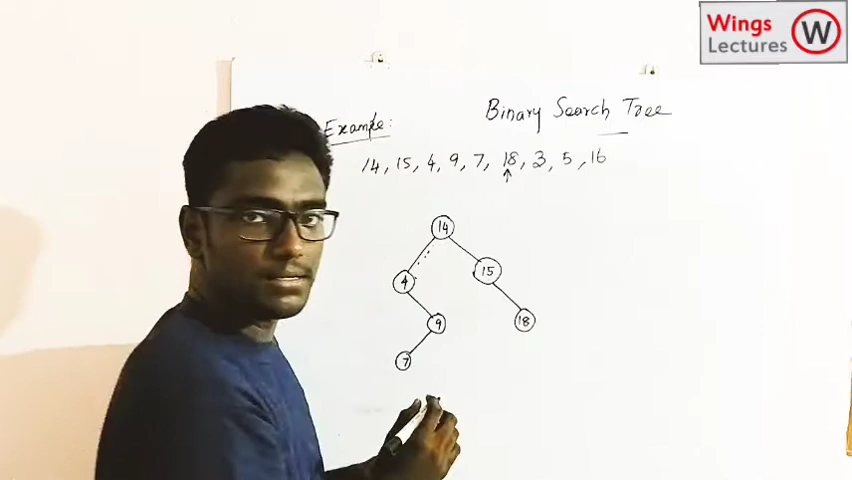 Wings
Lectures
W
Binary Search Tree
Example:
14, 15, 4, 9, 7, 18, 3, 5, 16
14
4
15
9
18
7